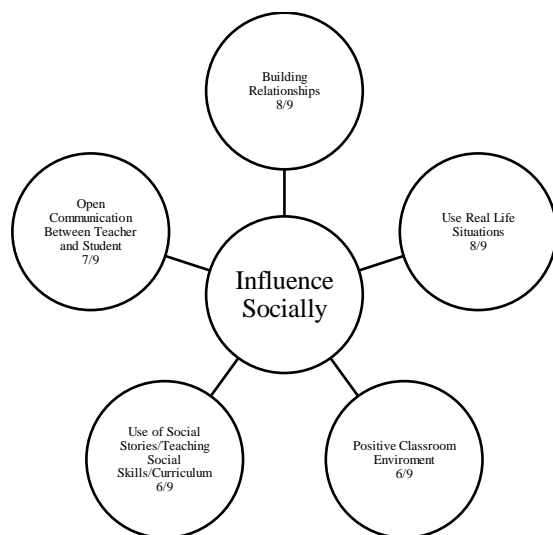 Building
Relationships
8/9
Open
Communication
Between Teacher
and Student
7/9
Use Real Life
Situations
8/9
Influence
Socially
Use of Social
Stories/Teaching
Social
Skills/Curriculum
6/9
Positive Classroom
Enviroment
6/9